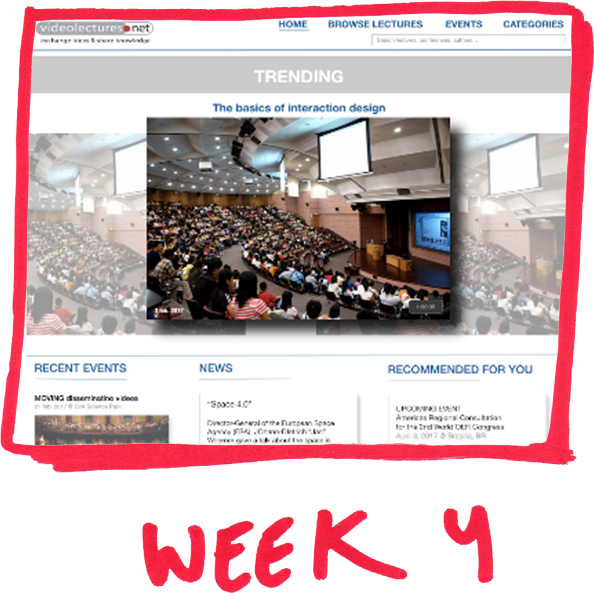 videolectures.net
exchange ideas & share knowledge
HOME BROWSE LECTURES EVENTS CATEGORIES
Search lectures, conferences, authors ...
TRENDING
The basics of interaction design
2 feb. 2017
RECENT EVENTS
MOVING disseminating videos
21 feb. 2017 @ USA Science Park
NEWS
"Space 4.0"
Director-General of the European Space
Agency (ESA), JOhann-Dietrich "Jan"
Wörner gave a talk about the space is
RECOMMENDED FOR YOU
UPCOMING EVENT
Americas Regional Consultation
for the 2nd World OER Congress
April 3, 2017 @ Brasilia, BR
WEEK 4